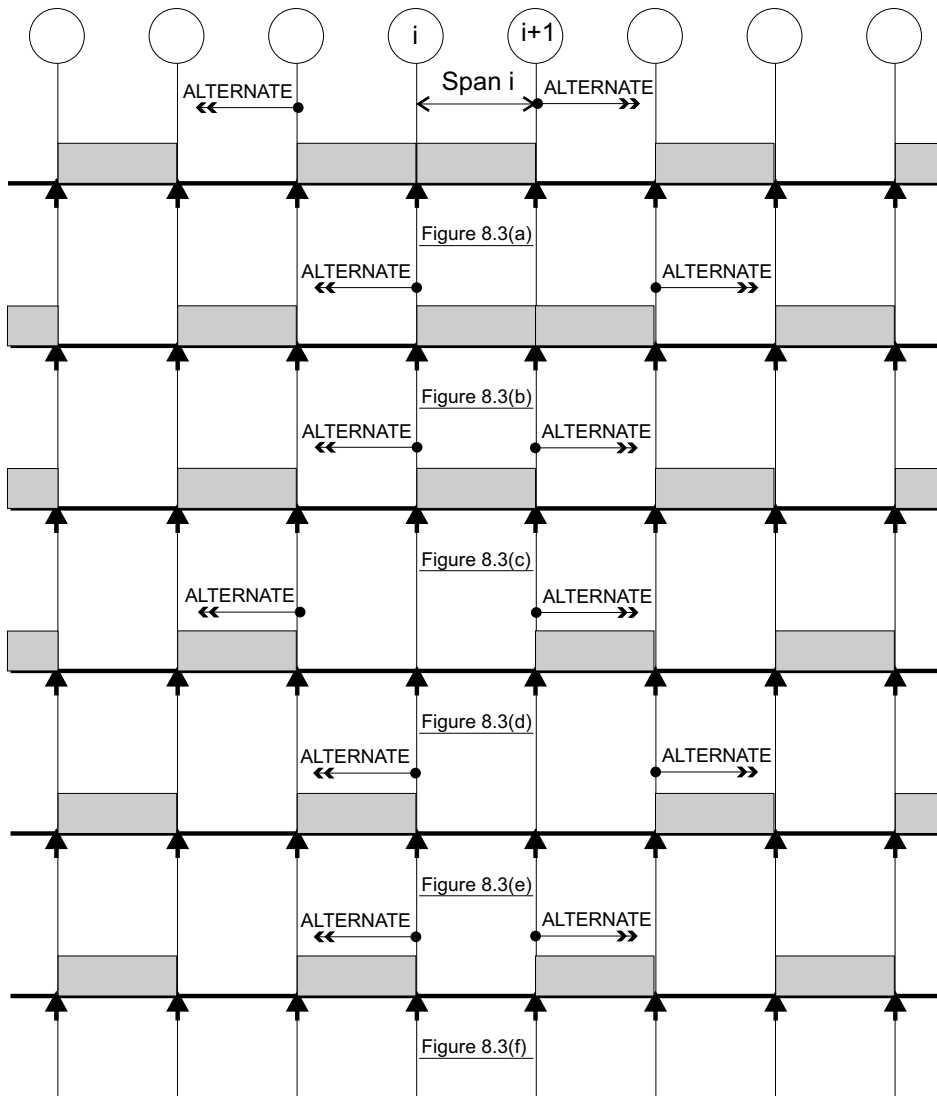 i i+1
Span i
ALTERNATE ALTERNATE
Figure 8.3(a)
ALTERNATE ALTERNATE
Figure 8.3(b)
ALTERNATE ALTERNATE
Figure 8.3(c)
ALTERNATE ALTERNATE
Figure 8.3(d)
ALTERNATE ALTERNATE
Figure 8.3(e)
ALTERNATE ALTERNATE
Figure 8.3(f)